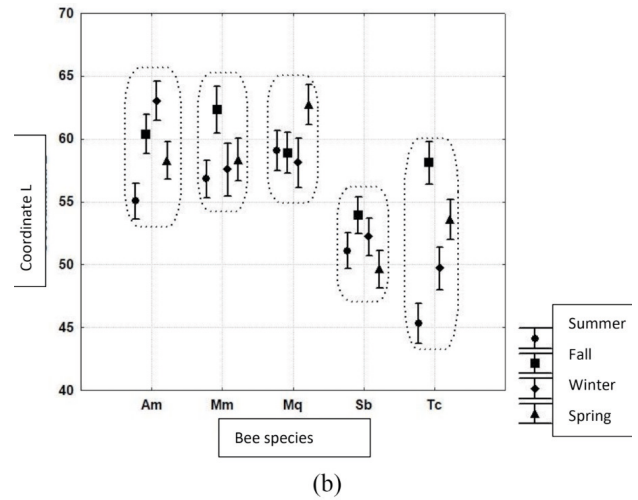 70
65
60
55
50
45
40
Coordinate L
Am Mm Mq Sb Tc
Bee species
Summer
Fall
Winter
Spring
(b)